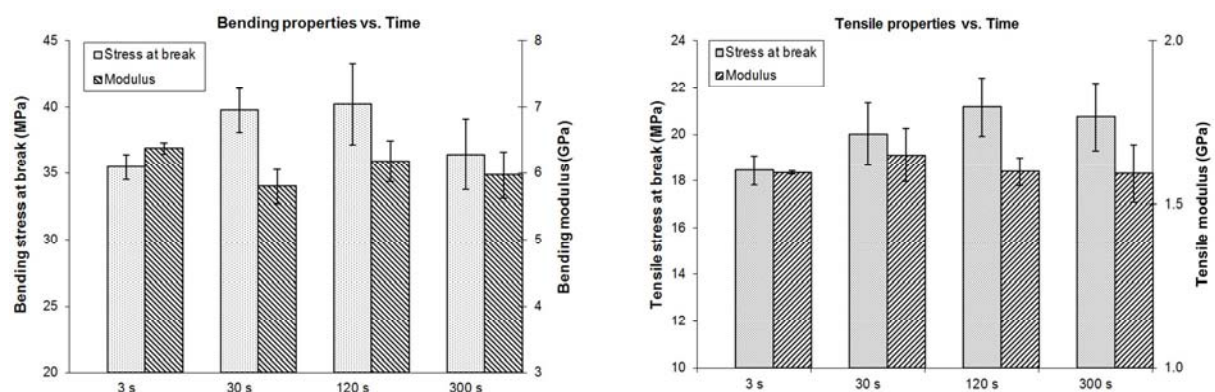 Bending properties vs. Time
45
40
35
30
25
20
Bending stress at break (MPa)
Stress at break
Modulus
8
7
6
5
4
3
Bending modulus(GPa)
3 s
30 s
120 s
300 s
Tensile properties vs. Time
24
22
20
18
16
14
12
10
Tensile stress at break (MPa)
Stress at break
Modulus
2.0
1.5
1.0
Tensile modulus (GPa)
3 s
30 s
120 s
300 s